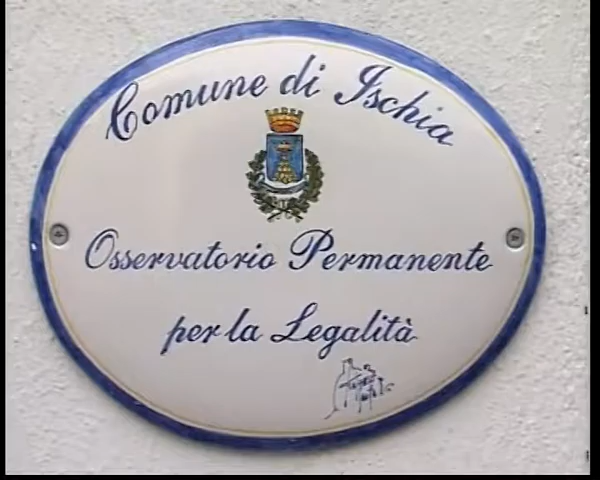 Comune di Ischia
Osservatorio Permanente
per la Legalità